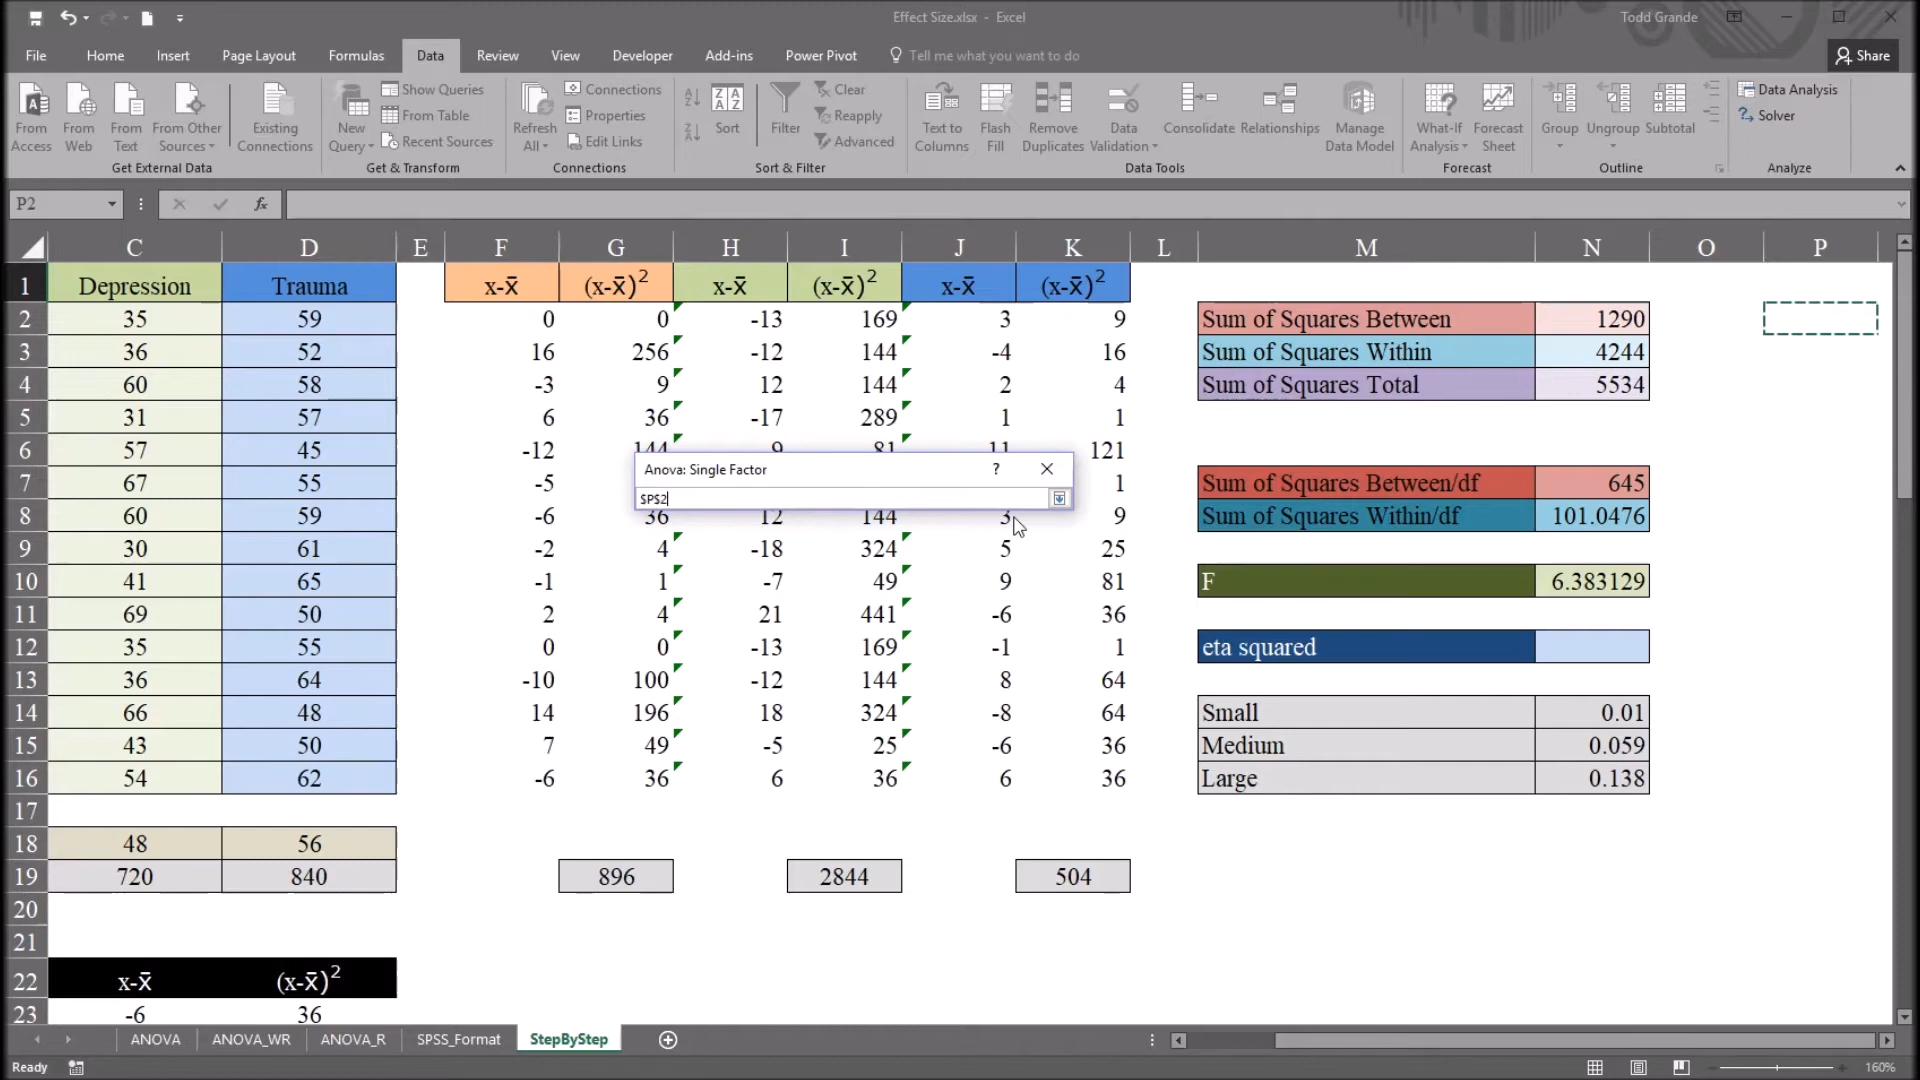 Effect Size.xlsx - Excel
Todd Grande
File Home Insert Page Layout Formulas Data Review View Developer Add-ins Power Pivot Tell me what you want to do Share
From Access
From Web
From Text
From Other Sources
Existing Connections
Get External Data
New Query
Show Queries
From Table
Recent Sources
Get & Transform
Refresh All
Connections
Properties
Edit Links
Connections
Sort
Filter
Clear
Reapply
Advanced
Sort & Filter
Text to Columns
Flash Fill
Remove Duplicates
Data Validation
Consolidate
Relationships
Manage Data Model
Data Tools
What-If Analysis
Forecast Sheet
Forecast
Group
Ungroup
Subtotal
Outline
Data Analysis
Solver
Analyze
P2 fx
C D E F G H I J K L M N O P
1 Depression Trauma x-x̄ (x-x̄)² x-x̄ (x-x̄)² x-x̄ (x-x̄)²
2 35 59 0 0 -13 169 3 9 Sum of Squares Between 1290
3 36 52 16 256 -12 144 -4 16 Sum of Squares Within 4244
4 60 58 -3 9 12 144 2 4 Sum of Squares Total 5534
5 31 57 6 36 -17 289 1 1
6 57 45 -12 144 9 81 11 121
Anova: Single Factor ?
$P$2
7 67 55 -5 1 Sum of Squares Between/df 645
8 60 59 -6 36 12 144 3 9 Sum of Squares Within/df 101.0476
9 30 61 -2 4 -18 324 5 25
10 41 65 -1 1 -7 49 9 81 F 6.383129
11 69 50 2 4 21 441 -6 36
12 35 55 0 0 -13 169 -1 1 eta squared
13 36 64 -10 100 -12 144 8 64
14 66 48 14 196 18 324 -8 64 Small 0.01
15 43 50 7 49 -5 25 -6 36 Medium 0.059
16 54 62 -6 36 6 36 6 36 Large 0.138
17
18 48 56
19 720 840 896 2844 504
20
21
22 x-x̄ (x-x̄)²
23 -6 36
ANOVA ANOVA_WR ANOVA_R SPSS_Format StepByStep
Ready 160%